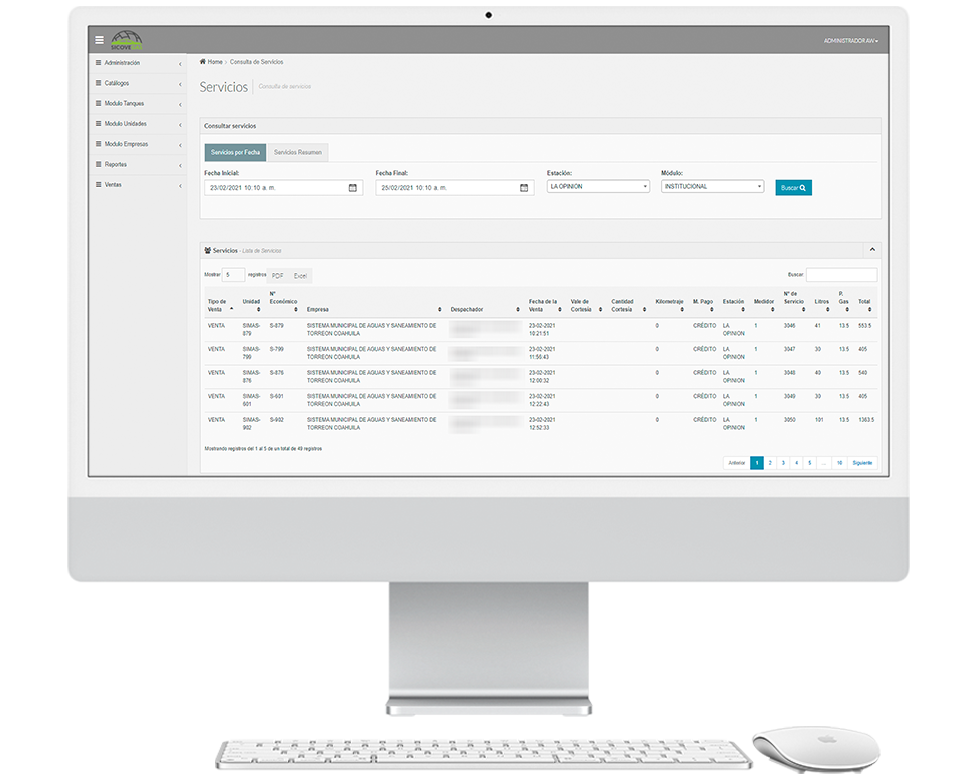 SICOVE
ADMINISTRADOR AW
Administración
Catálogos
Modulo Tanques
Modulo Unidades
Modulo Empresas
Reportes
Ventas
Home › Consulta de Servicios
Servicios Consulta de servicios
Consultar servicios
Servicios por Fecha Servicios Resumen
Fecha Inicial: Fecha Final: Estación: Módulo:
23/02/2021 10:10 a. m. 25/02/2021 10:10 a. m. LA OPINION INSTITUCIONAL Buscar
Servicios - Lista de Servicios
Mostrar 5 registros PDF Excel Buscar
Tipo de Venta Unidad N° Económico Empresa Despachador Fecha de la Venta Vale de Cortesía Cantidad Cortesía Kilometraje M. Pago Estación Medidor N° de Servicio Litros P. Gas Total
VENTA SIMAS-879 S-879 SISTEMA MUNICIPAL DE AGUAS Y SANEAMIENTO DE TORREON COAHUILA 23-02-2021 10:21:51 0 CRÉDITO LA OPINION 1 3046 41 13.5 553.5
VENTA SIMAS-799 S-799 SISTEMA MUNICIPAL DE AGUAS Y SANEAMIENTO DE TORREON COAHUILA 23-02-2021 11:56:43 0 CRÉDITO LA OPINION 1 3047 30 13.5 405
VENTA SIMAS-876 S-876 SISTEMA MUNICIPAL DE AGUAS Y SANEAMIENTO DE TORREON COAHUILA 23-02-2021 12:00:32 0 CRÉDITO LA OPINION 1 3048 40 13.5 540
VENTA SIMAS-601 S-601 SISTEMA MUNICIPAL DE AGUAS Y SANEAMIENTO DE TORREON COAHUILA 23-02-2021 12:22:43 0 CRÉDITO LA OPINION 1 3049 30 13.5 405
VENTA SIMAS-902 S-902 SISTEMA MUNICIPAL DE AGUAS Y SANEAMIENTO DE TORREON COAHUILA 23-02-2021 12:52:33 0 CRÉDITO LA OPINION 1 3050 101 13.5 1363.5
Mostrando registros del 1 al 5 de un total de 49 registros
Anterior 1 2 3 4 5 ... 10 Siguiente